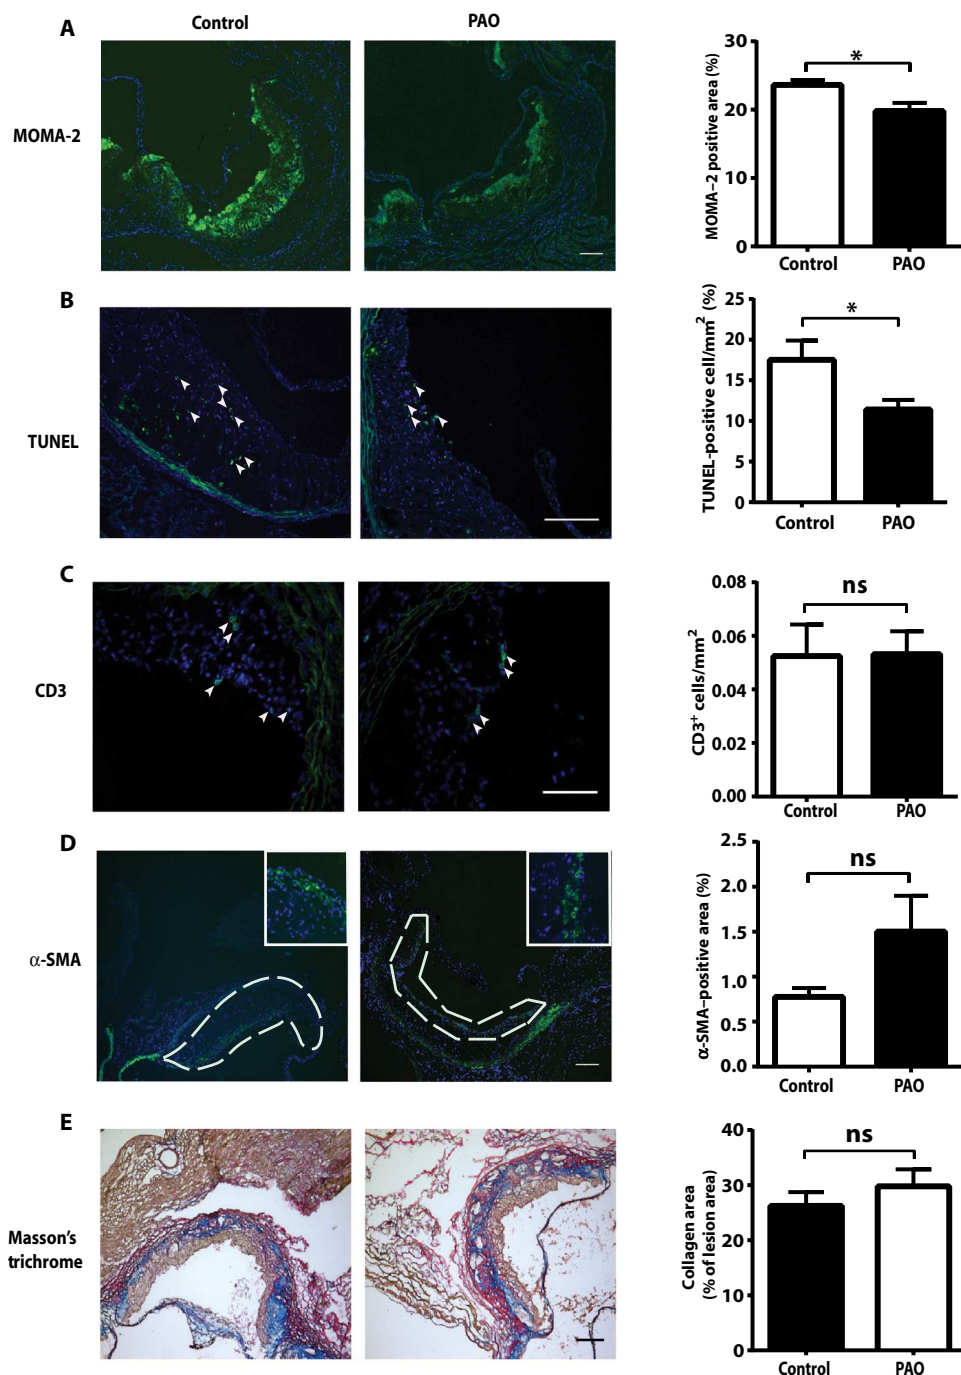 Control
PAO
A
MOMA-2
MOMA–2 positive area (%)
30
20
10
0
*
Control
PAO
B
TUNEL
TUNEL-positive cell/mm² (%)
25
20
15
10
5
0
*
Control
PAO
C
CD3
CD3⁺ cells/mm²
0.08
0.06
0.04
0.02
0.00
ns
Control
PAO
D
α-SMA
α-SMA–positive area (%)
2.5
2.0
1.5
1.0
0.5
0.0
ns
Control
PAO
E
Masson's
trichrome
Collagen area
(% of lesion area)
40
30
20
10
0
ns
Control
PAO